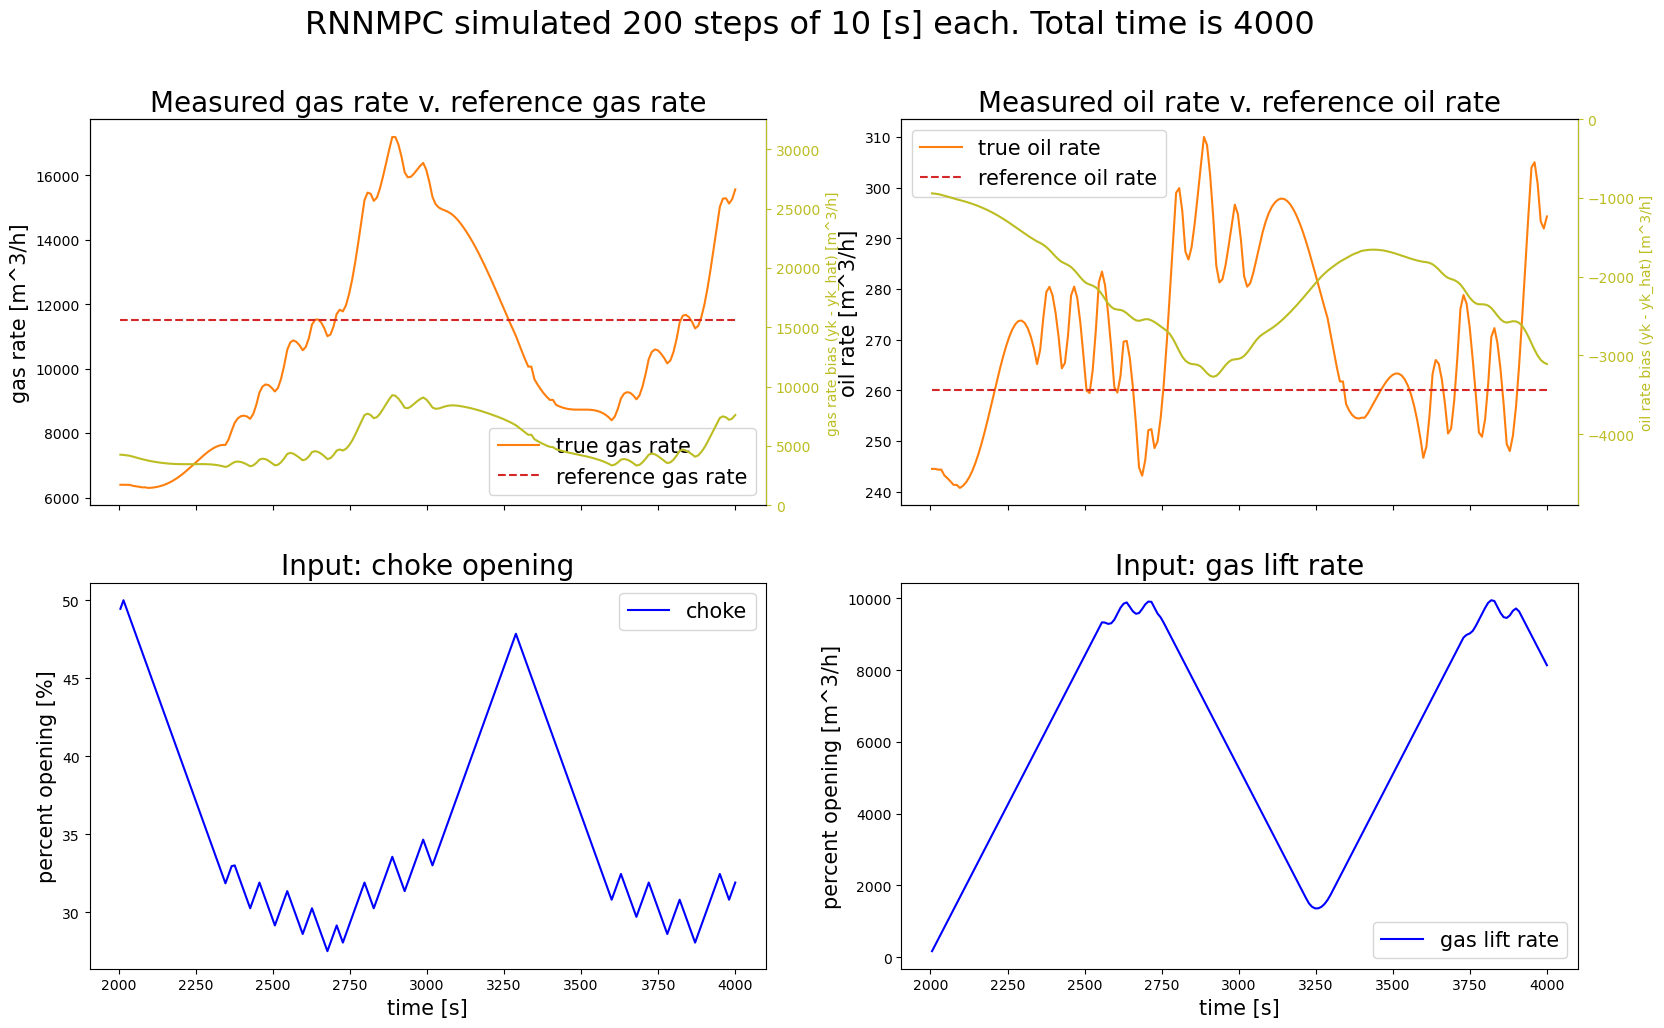 RNNMPC simulated 200 steps of 10 [s] each. Total time is 4000
Measured gas rate v. reference gas rate
gas rate [m^3/h]
16000
14000
12000
10000
8000
6000
true gas rate
reference gas rate
30000
25000
20000
15000
10000
5000
0
gas rate bias (yk - yk_hat) [m^3/h]
Measured oil rate v. reference oil rate
oil rate [m^3/h]
310
300
290
280
270
260
250
240
true oil rate
reference oil rate
0
−1000
−2000
−3000
−4000
oil rate bias (yk - yk_hat) [m^3/h]
Input: choke opening
percent opening [%]
50
45
40
35
30
choke
2000 2250 2500 2750 3000 3250 3500 3750 4000
time [s]
Input: gas lift rate
percent opening [m^3/h]
10000
8000
6000
4000
2000
0
gas lift rate
2000 2250 2500 2750 3000 3250 3500 3750 4000
time [s]